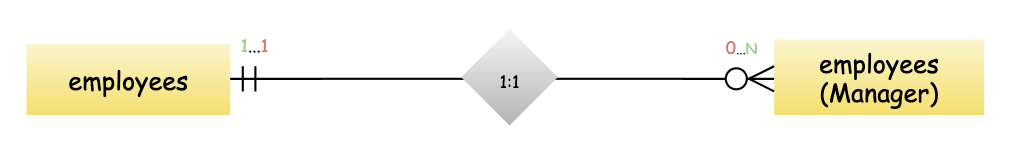 employees
1...1
1:1
0...N
employees
(Manager)